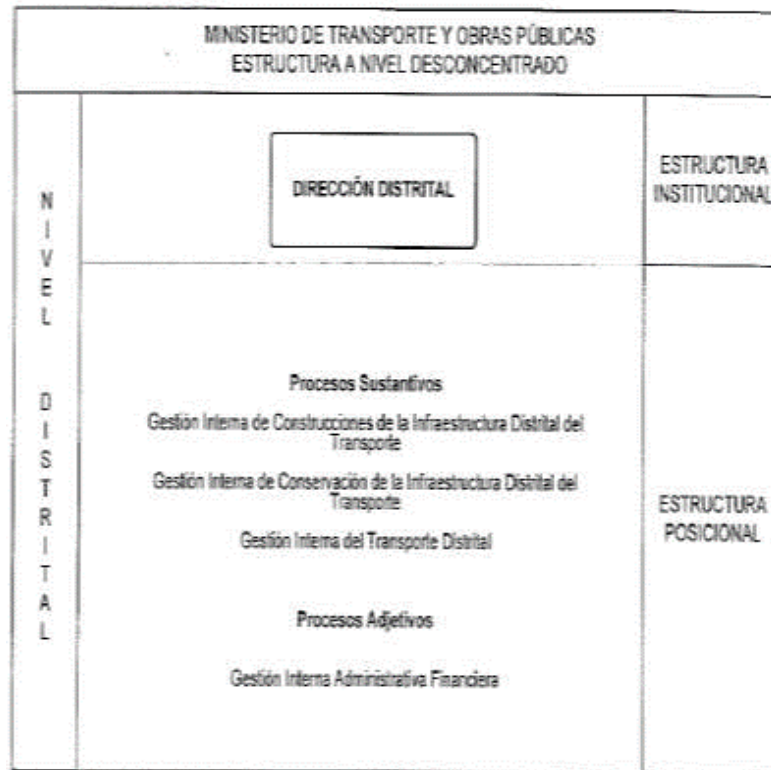 MINISTERIO DE TRANSPORTE Y OBRAS PÚBLICAS
ESTRUCTURA A NIVEL DESCONCENTRADO
NIVEL DISTRITAL
DIRECCIÓN DISTRITAL
ESTRUCTURA
INSTITUCIONAL
Procesos Sustantivos
Gestión Interna de Construcciones de la Infraestructura Distrital del
Transporte
Gestión Interna de Conservación de la Infraestructura Distrital del
Transporte
Gestión Interna del Transporte Distrital
Procesos Adjetivos
Gestión Interna Administrativa Financiera
ESTRUCTURA
POSICIONAL